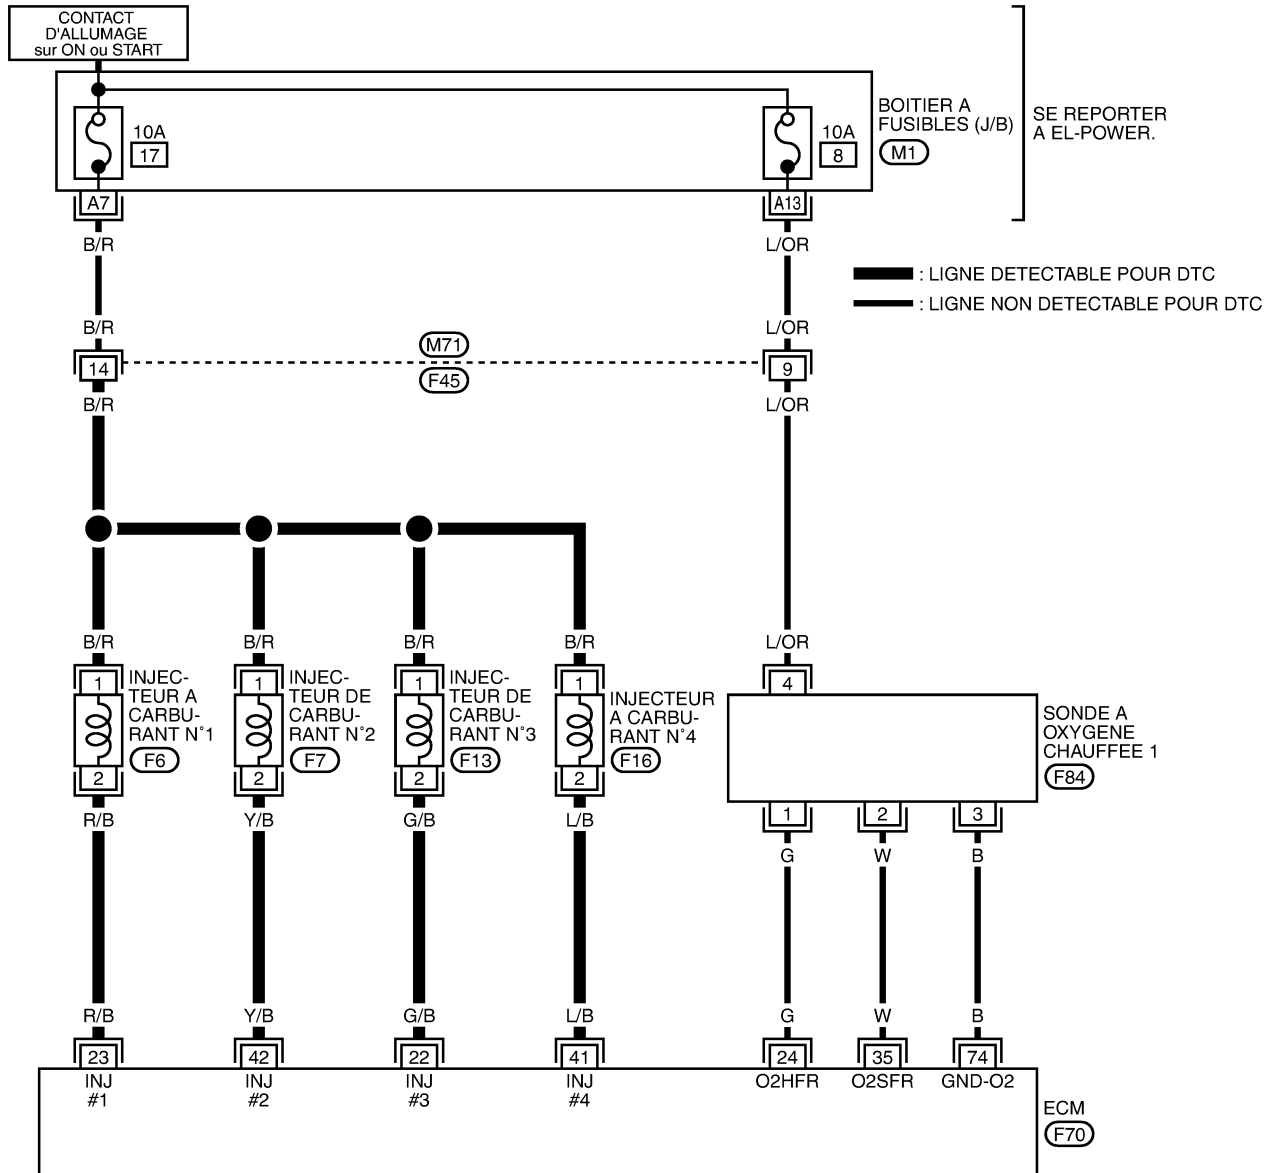 CONTACT
D'ALLUMAGE
sur ON ou START
10A
17
10A
8
BOITIER A
FUSIBLES (J/B)
M1
SE REPORTER
A EL-POWER.
A7
A13
B/R
L/OR
: LIGNE DETECTABLE POUR DTC
: LIGNE NON DETECTABLE POUR DTC
B/R
L/OR
M71
14
9
F45
B/R
L/OR
B/R
B/R
B/R
B/R
L/OR
1
INJEC-
TEUR A
CARBU-
RANT N°1
F6
2
1
INJEC-
TEUR DE
CARBU-
RANT N°2
F7
2
1
INJEC-
TEUR DE
CARBU-
RANT N°3
F13
2
1
INJECTEUR
A CARBU-
RANT N°4
F16
2
4
SONDE A
OXYGENE
CHAUFFEE 1
F84
1
2
3
R/B
Y/B
G/B
L/B
G
W
B
R/B
Y/B
G/B
L/B
G
W
B
23
42
22
41
24
35
74
INJ
#1
INJ
#2
INJ
#3
INJ
#4
O2HFR
O2SFR
GND-O2
ECM
F70